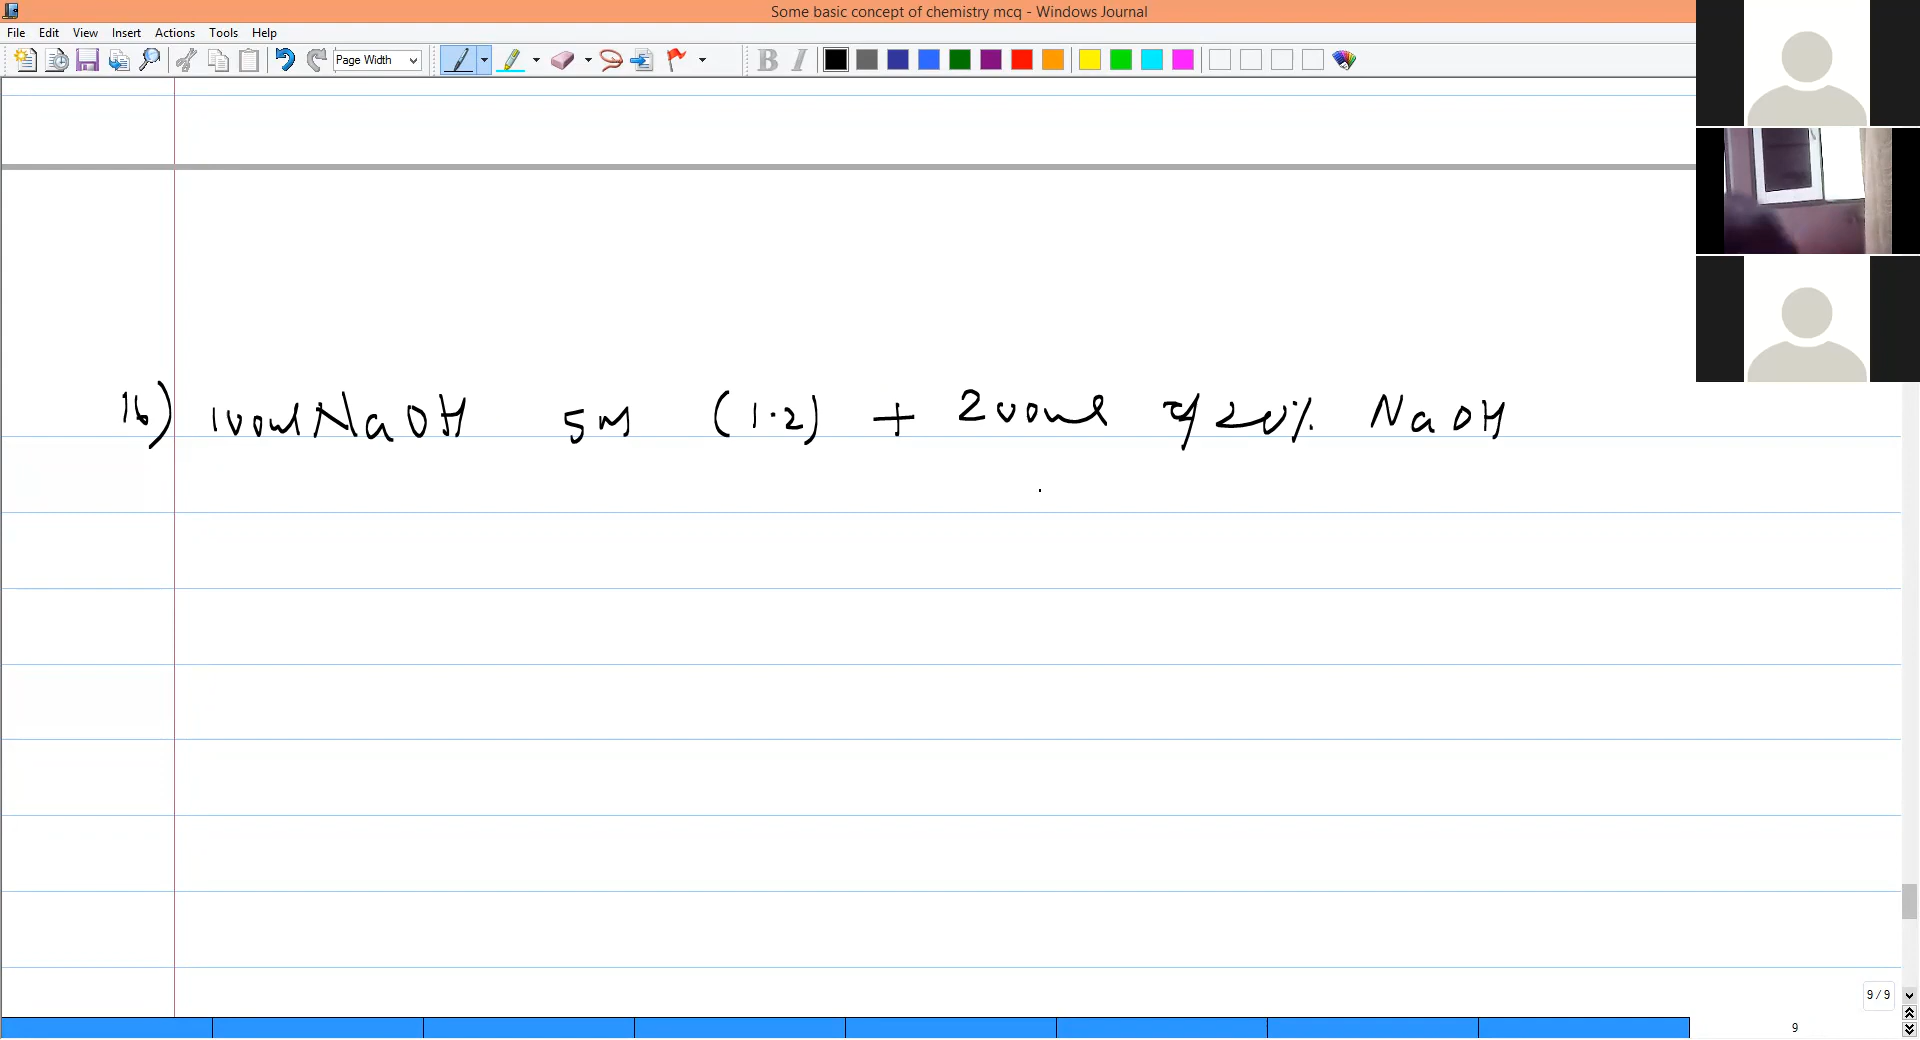 Some basic concept of chemistry mcq - Windows Journal
File Edit View Insert Actions Tools Help
Page Width B I
16) 100ml NaOH 5M (1.2) + 200ml of 20% NaOH
9 / 9
9